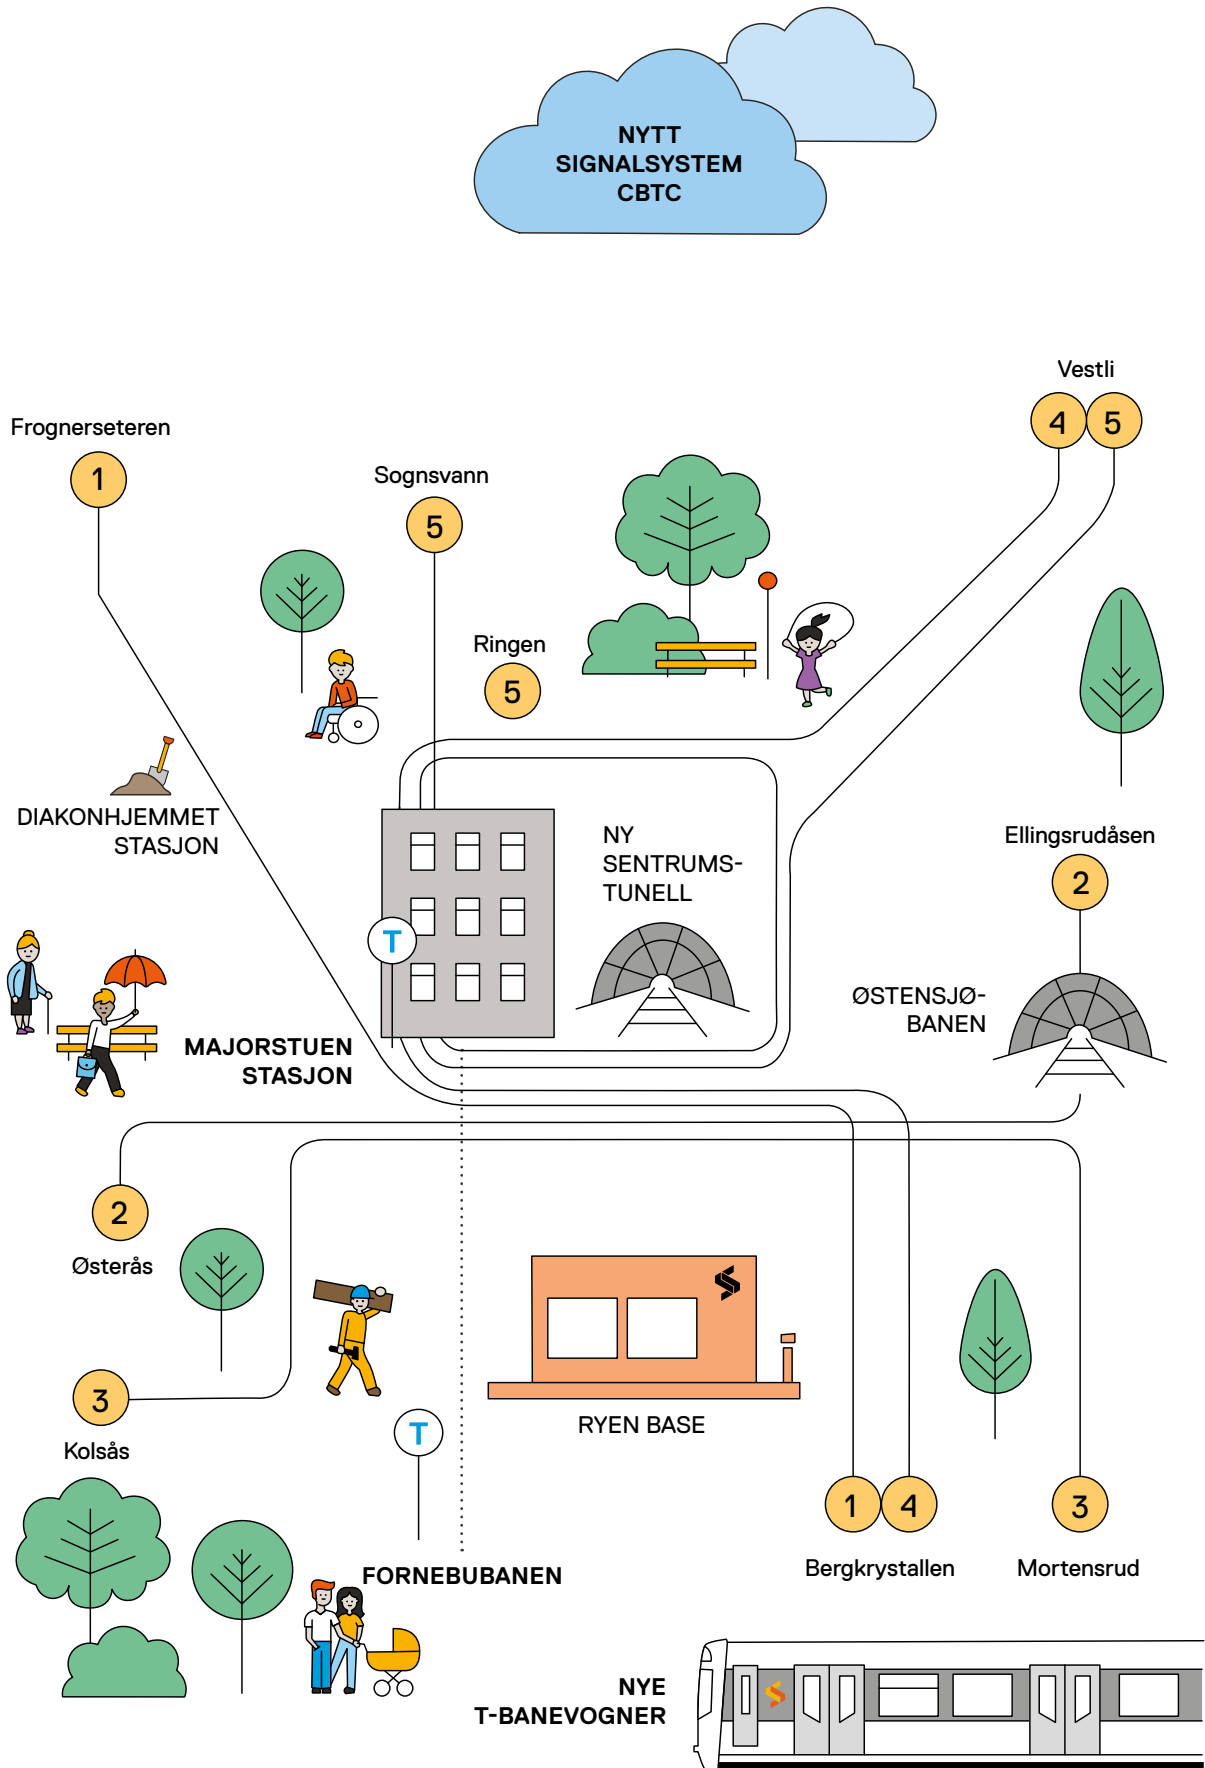 NYTT
SIGNALSYSTEM
CBTC
Vestli
4 5
Frognerseteren
1
Sognsvann
5
Ringen
5
DIAKONHJEMMET
STASJON
NY
SENTRUMS-
TUNELL
Ellingsrudåsen
2
T
ØSTENSJØ-
BANEN
MAJORSTUEN
STASJON
2
Østerås
3
Kolsås
T
RYEN BASE
1 4
3
Bergkrystallen
Mortensrud
FORNEBUBANEN
NYE
T-BANEVOGNER